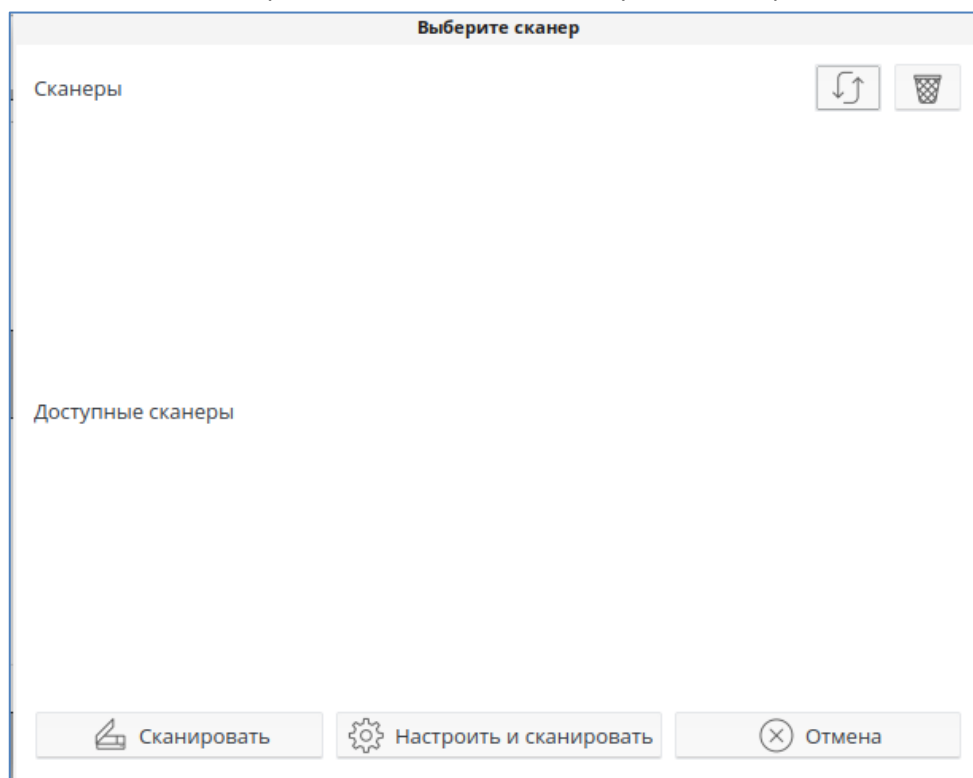 Выберите сканер
Сканеры
Доступные сканеры
Сканировать
Настроить и сканировать
Отмена